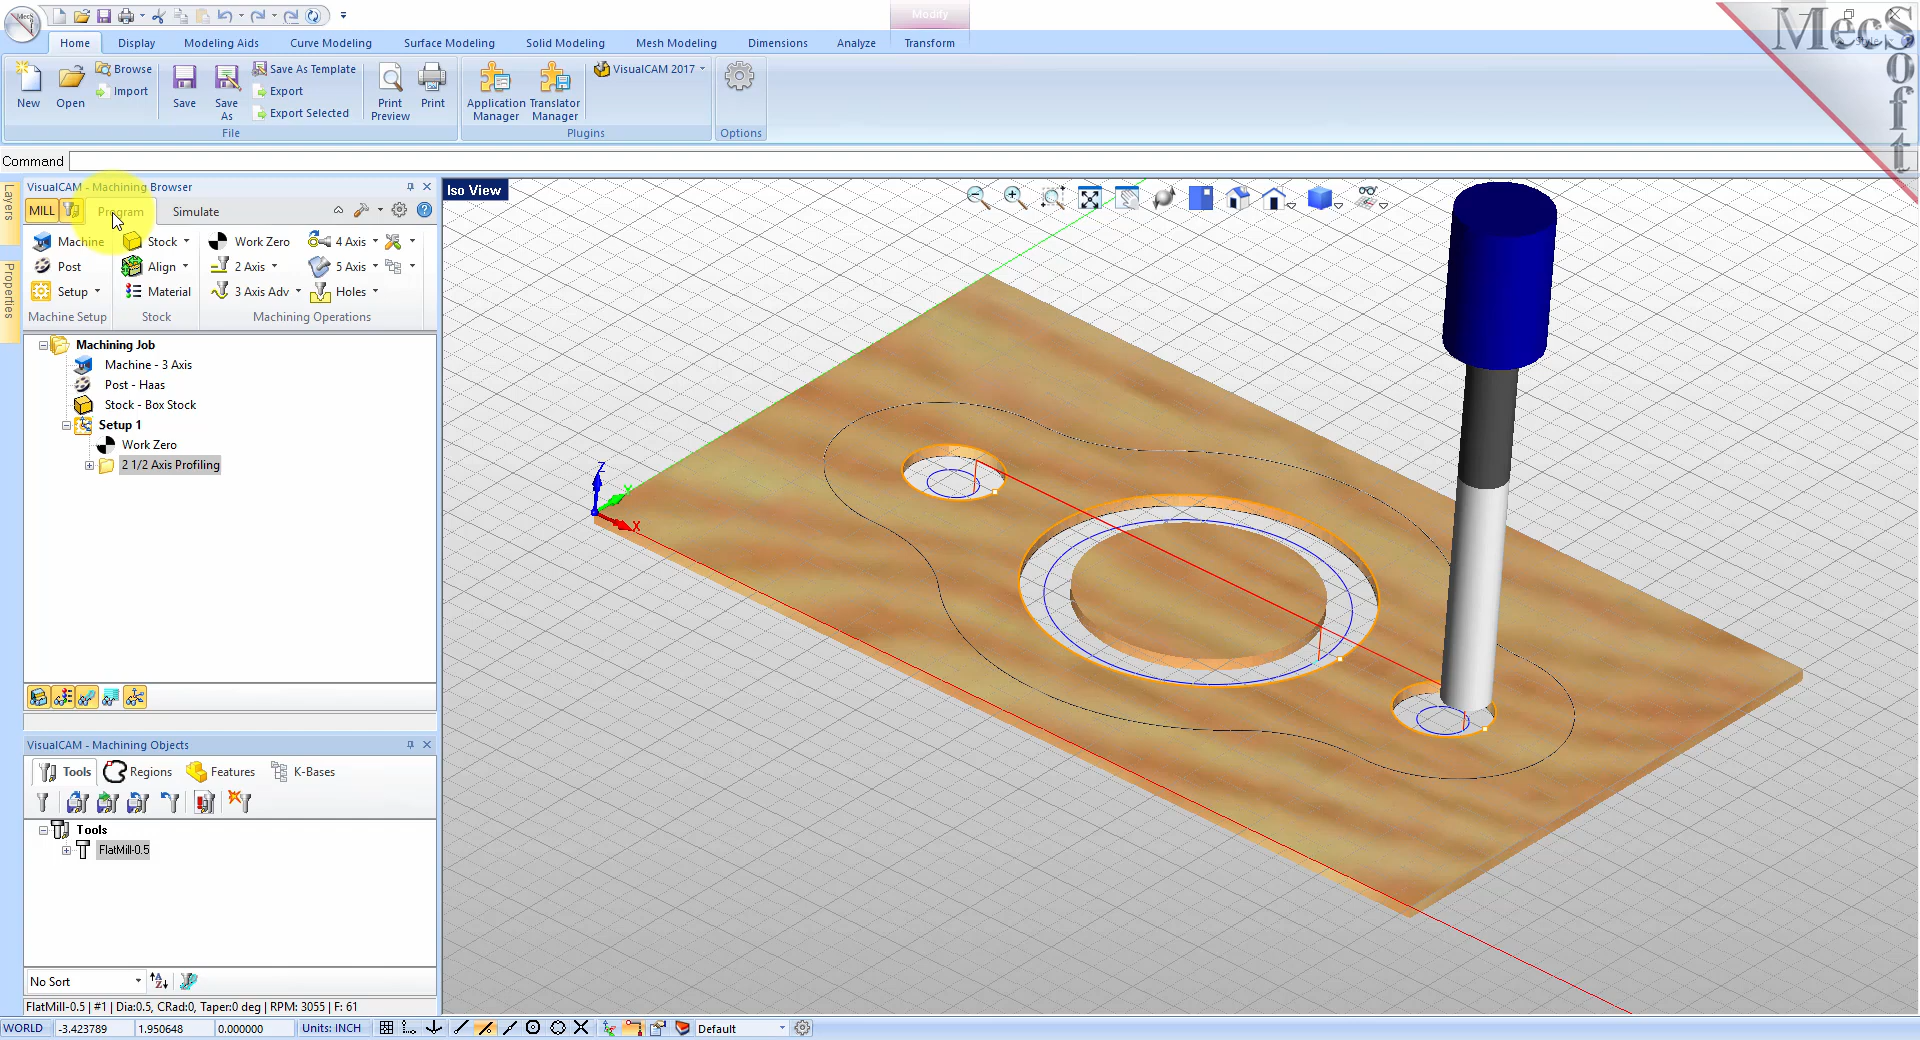 Modify
MecSoft
Home Display Modeling Aids Curve Modeling Surface Modeling Solid Modeling Mesh Modeling Dimensions Analyze Transform
Browse Save As Template VisualCAM 2017
Import Export
New Open Save Save As Export Selected Print Preview Print Application Manager Translator Manager
File Plugins Options
Command
VisualCAM - Machining Browser
Layers
Properties
MILL Program Simulate
Machine Stock Work Zero 4 Axis
Post Align 2 Axis 5 Axis
Setup Material 3 Axis Adv Holes
Machine Setup Stock Machining Operations
Machining Job
Machine - 3 Axis
Post - Haas
Stock - Box Stock
Setup 1
Work Zero
2 1/2 Axis Profiling
Iso View
Z
Y
X
VisualCAM - Machining Objects
Tools Regions Features K-Bases
Tools
FlatMill-0.5
No Sort
FlatMill-0.5 | #1 | Dia:0.5, CRad:0, Taper:0 deg | RPM: 3055 | F: 61
WORLD -3.423789 1.950648 0.000000 Units: INCH Default